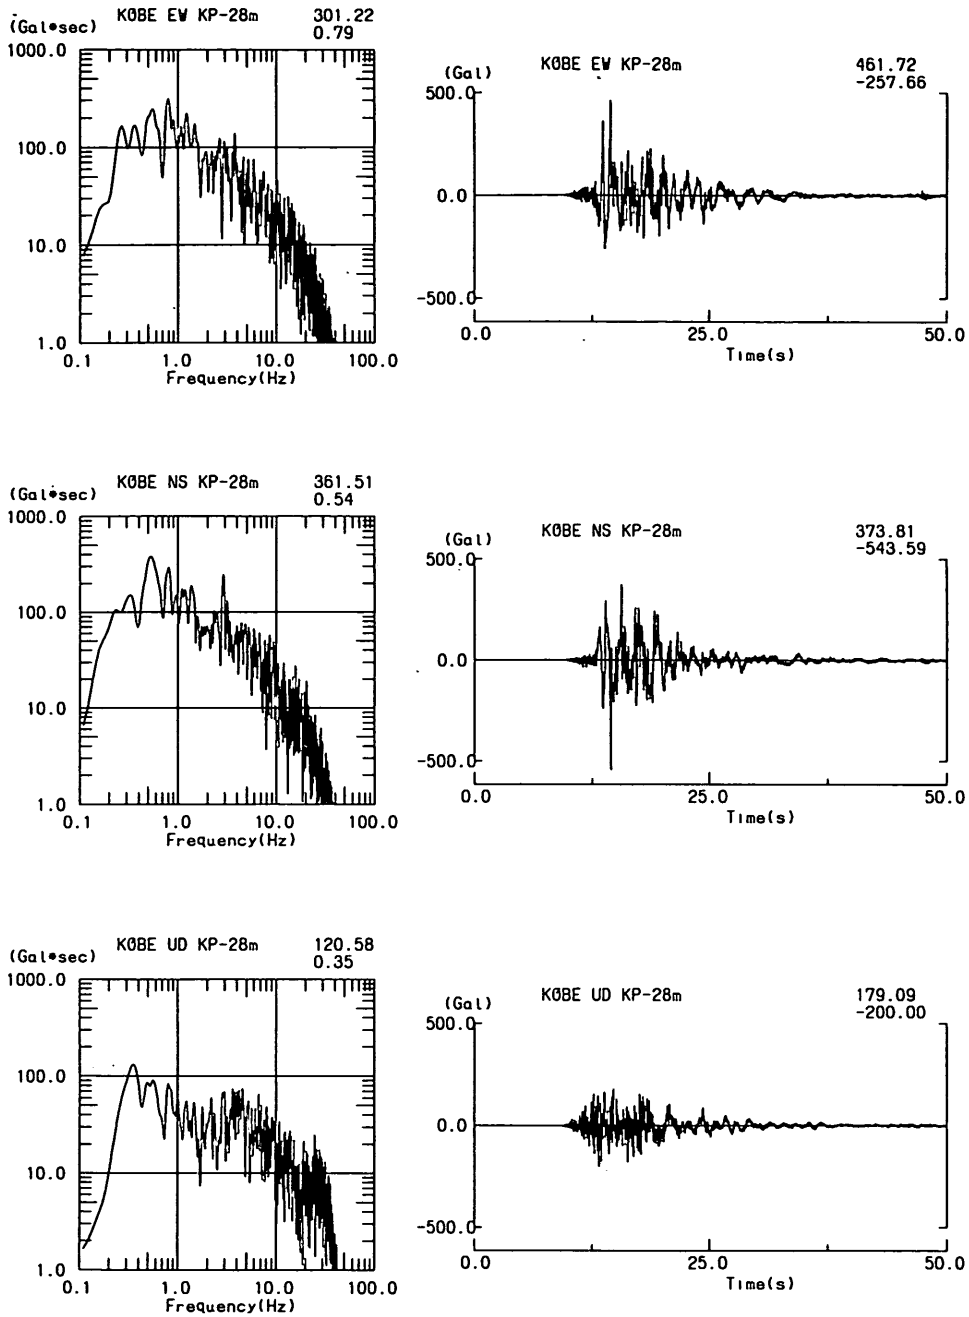 KOBE EW KP-28m 301.22
(Gal*sec) 0.79
1000.0
100.0
10.0
1.0
0.1 1.0 10.0 100.0
Frequency(Hz)
KOBE EW KP-28m 461.72
(Gal) -257.66
500.0
0.0
-500.0
0.0 25.0 50.0
Time(s)
KOBE NS KP-28m 361.51
(Gal*sec) 0.54
1000.0
100.0
10.0
1.0
0.1 1.0 10.0 100.0
Frequency(Hz)
KOBE NS KP-28m 373.81
(Gal) -543.59
500.0
0.0
-500.0
0.0 25.0 50.0
Time(s)
KOBE UD KP-28m 120.58
(Gal*sec) 0.35
1000.0
100.0
10.0
1.0
0.1 1.0 10.0 100.0
Frequency(Hz)
KOBE UD KP-28m 179.09
(Gal) -200.00
500.0
0.0
-500.0
0.0 25.0 50.0
Time(s)